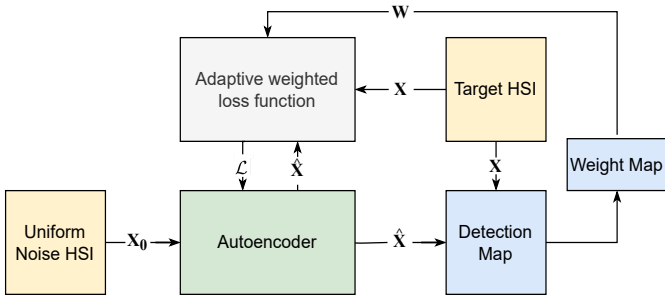 W
Adaptive weighted
loss function
X
Target HSI
ℒ
X̂
X
Weight Map
Uniform
Noise HSI
X₀
Autoencoder
X̂
Detection
Map